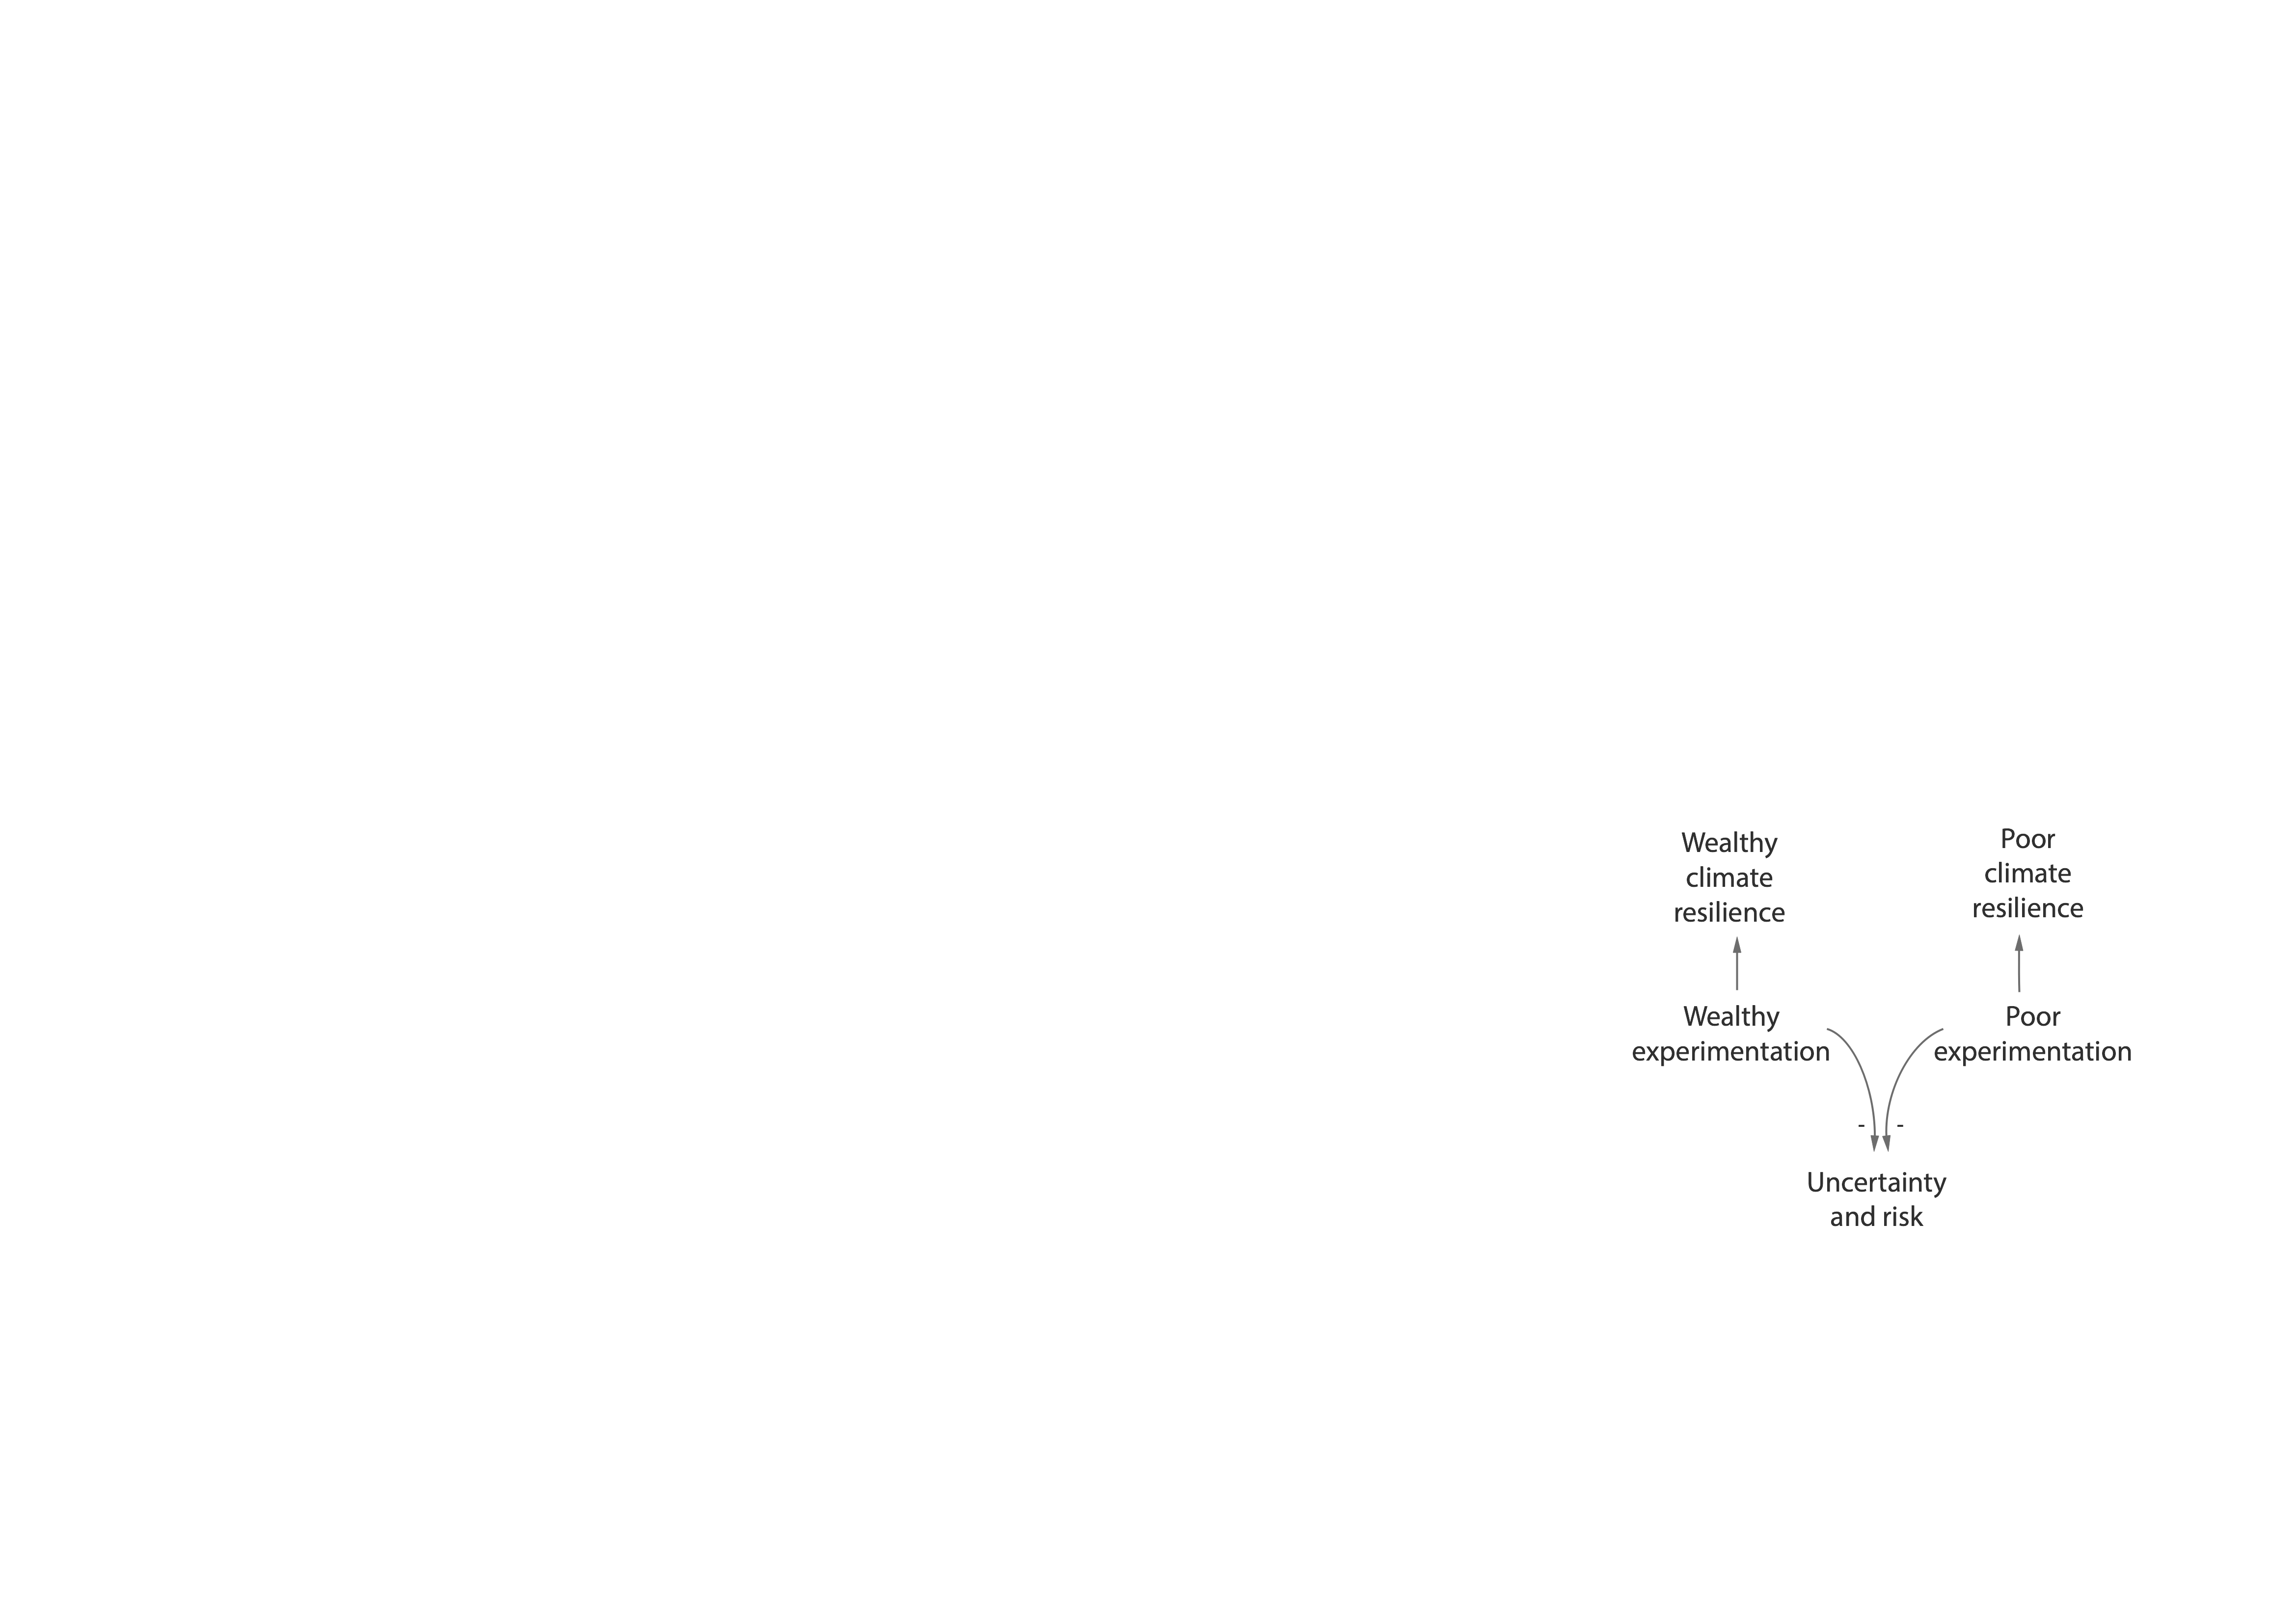 Wealthy
climate
resilience
Poor
climate
resilience
Wealthy
experimentation
Poor
experimentation
-
-
Uncertainty
and risk